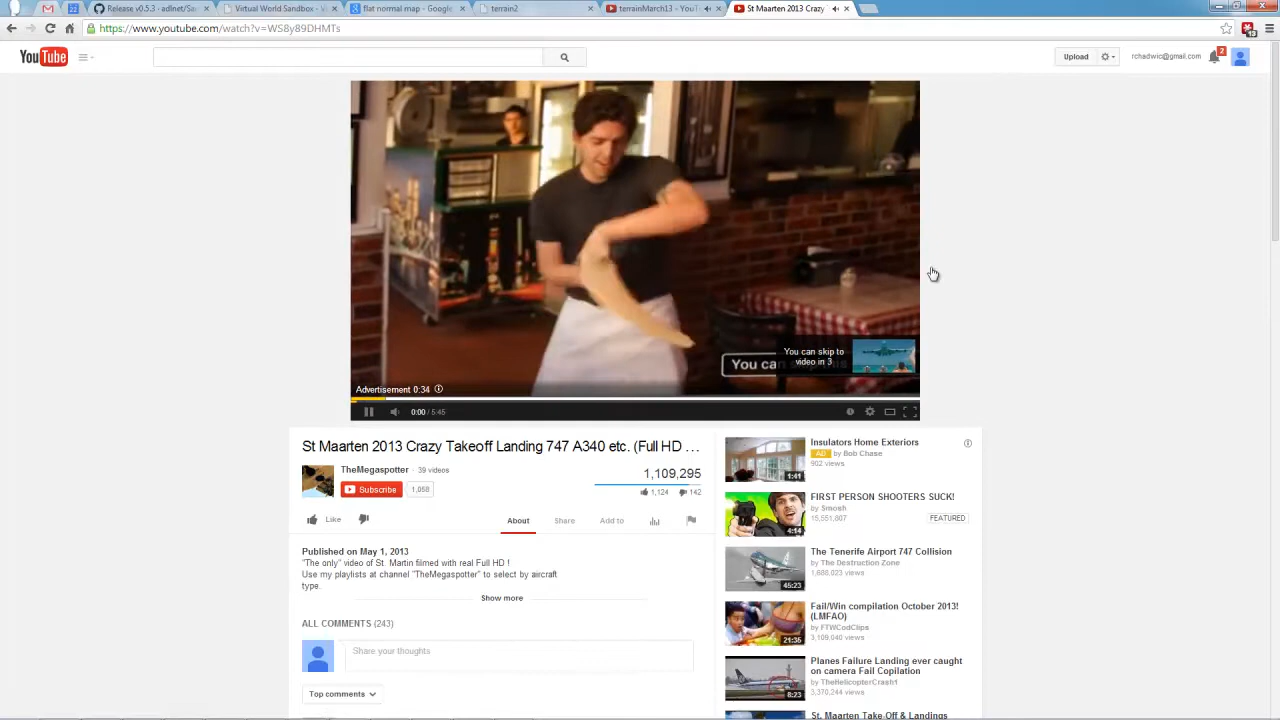 Release v0.5.3 - adlnet/Sa
Virtual World Sandbox - V
flat normal map - Google
terrain2
terrainMarch13 - YouT
St Maarten 2013 Crazy
https://www.youtube.com/watch?v=WS8y89DHMTs
YouTube
Upload
rchadwic@gmail.com
2
You can skip to
video in 3
You can
Advertisement 0:34
0:00 / 5:45
St Maarten 2013 Crazy Takeoff Landing 747 A340 etc. (Full HD ...
TheMegaspotter · 39 videos
Subscribe 1,058
1,109,295
1,124 142
Like
About Share Add to
Published on May 1, 2013
"The only" video of St. Martin filmed with real Full HD !
Use my playlists at channel "TheMegaspotter" to select by aircraft
type.
Show more
ALL COMMENTS (243)
Share your thoughts
Top comments
Insulators Home Exteriors
AD by Bob Chase
902 views
1:41
FIRST PERSON SHOOTERS SUCK!
by Smosh
15,551,807 FEATURED
4:14
The Tenerife Airport 747 Collision
by The Destruction Zone
1,686,023 views
45:23
Fail/Win compilation October 2013!
(LMFAO)
by FTWCodClips
3,109,040 views
21:35
Planes Failure Landing ever caught
on camera Fail Copilation
by TheHelicopterCrash1
3,370,244 views
8:23
St. Maarten Take-Off & Landings